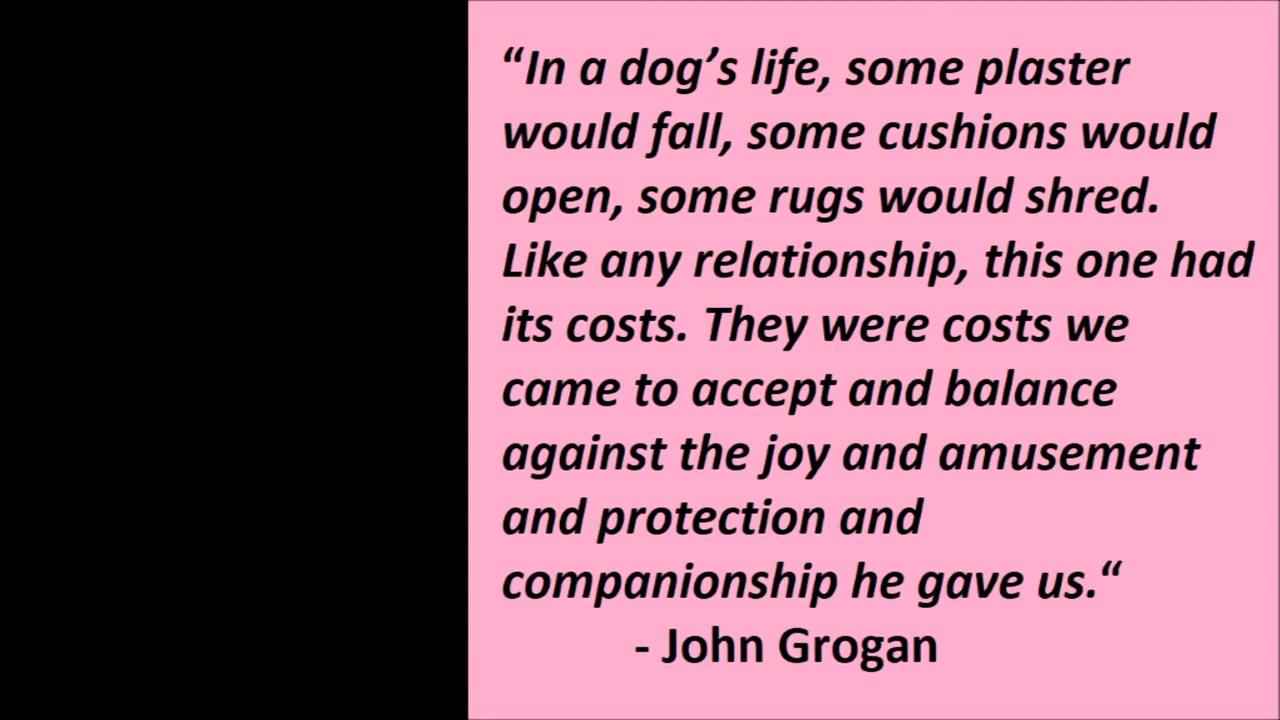 “In a dog’s life, some plaster
would fall, some cushions would
open, some rugs would shred.
Like any relationship, this one had
its costs. They were costs we
came to accept and balance
against the joy and amusement
and protection and
companionship he gave us.“
- John Grogan